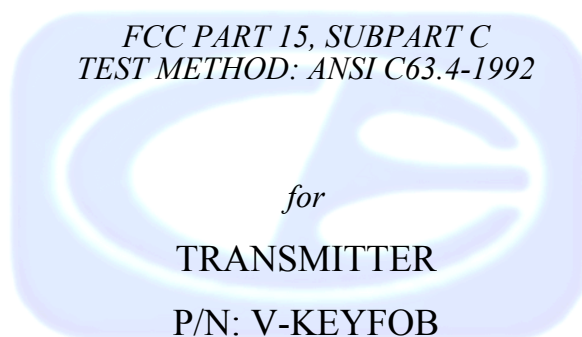 FCC PART 15, SUBPART C
TEST METHOD: ANSI C63.4-1992
for
TRANSMITTER
P/N: V-KEYFOB